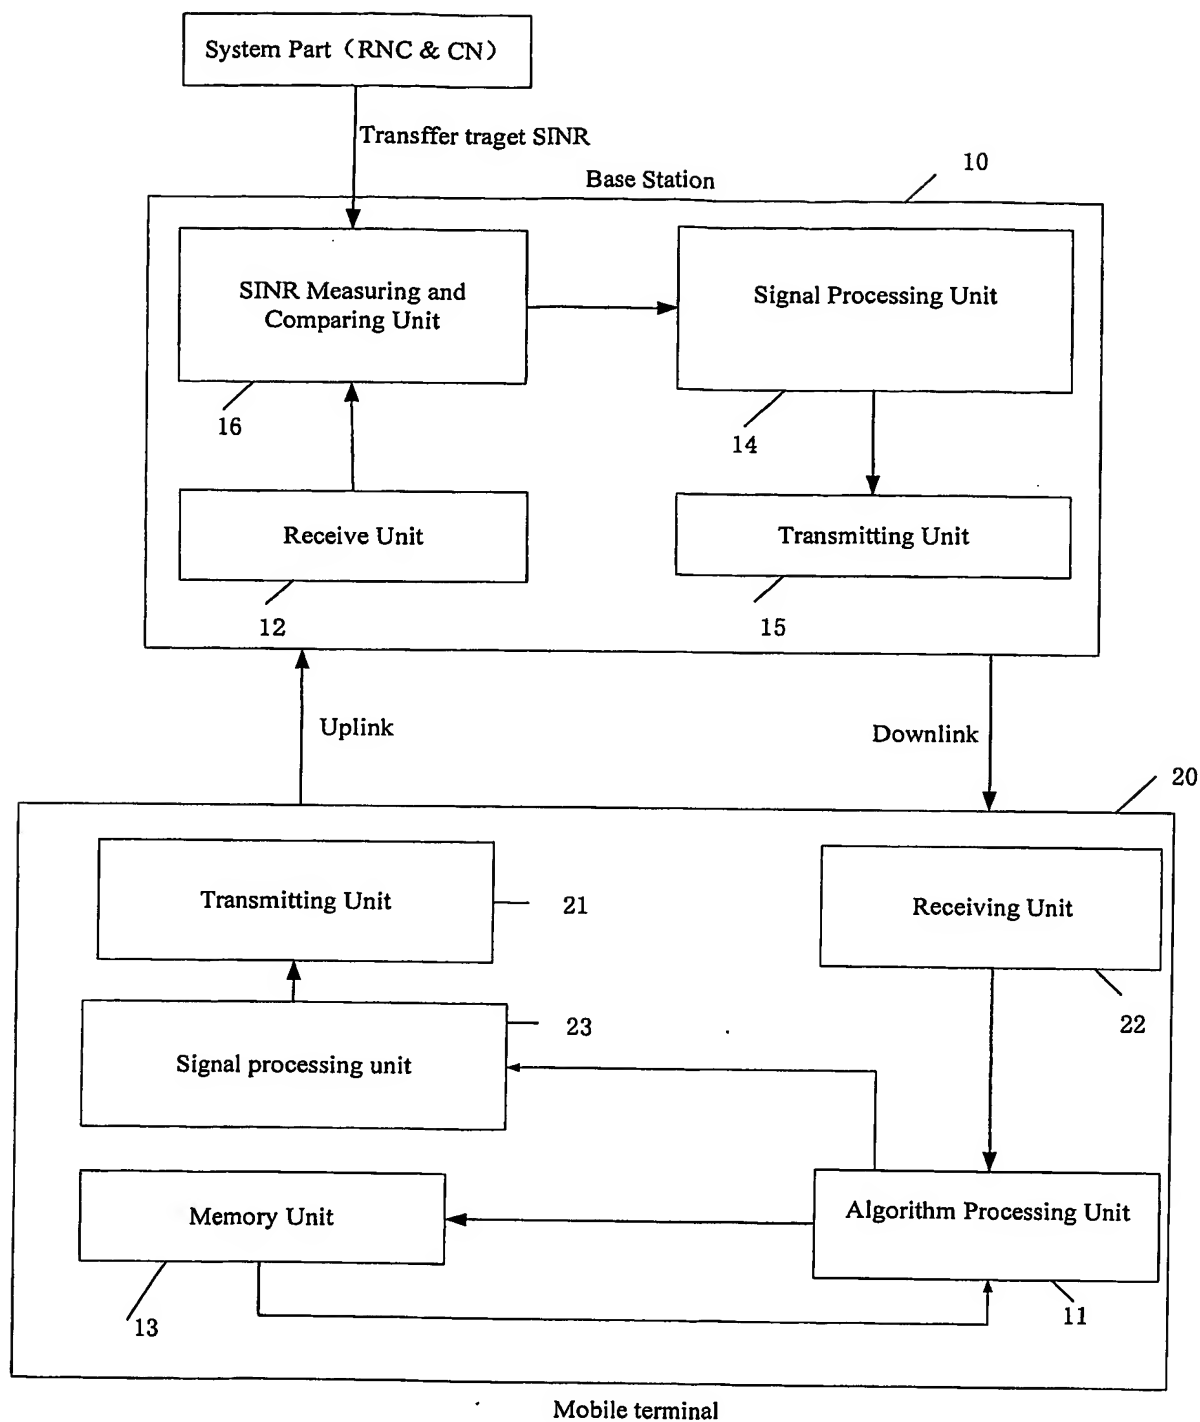 System Part（RNC & CN）
Transffer traget SINR
10
Base Station
SINR Measuring and
Comparing Unit
Signal Processing Unit
16
14
Receive Unit
Transmitting Unit
12
15
Uplink
Downlink
20
Transmitting Unit
21
Receiving Unit
22
23
Signal processing unit
Memory Unit
Algorithm Processing Unit
13
11
Mobile terminal